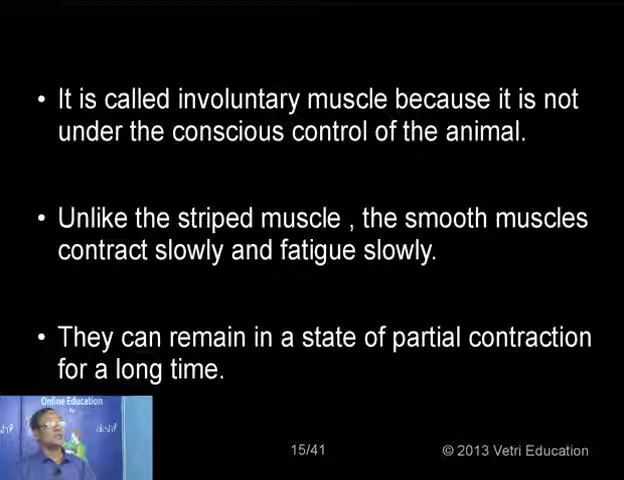 • It is called involuntary muscle because it is not
under the conscious control of the animal.
• Unlike the striped muscle , the smooth muscles
contract slowly and fatigue slowly.
• They can remain in a state of partial contraction
for a long time.
Online Education
15/41
© 2013 Vetri Education